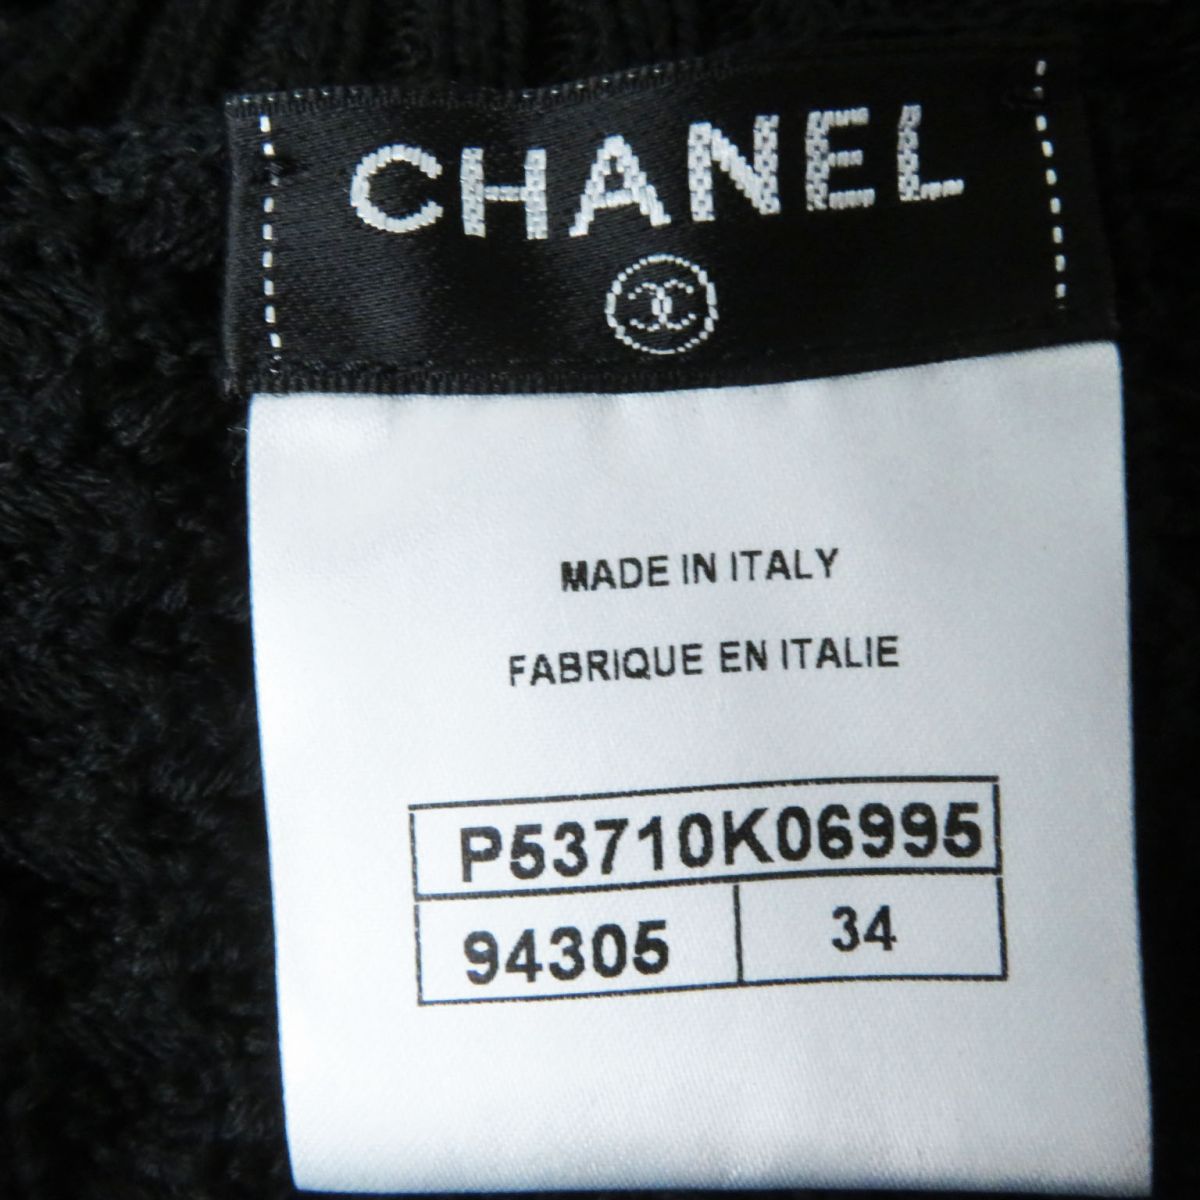 CHANEL
MADE IN ITALY
FABRIQUE EN ITALIE
P53710K06995
94305 34